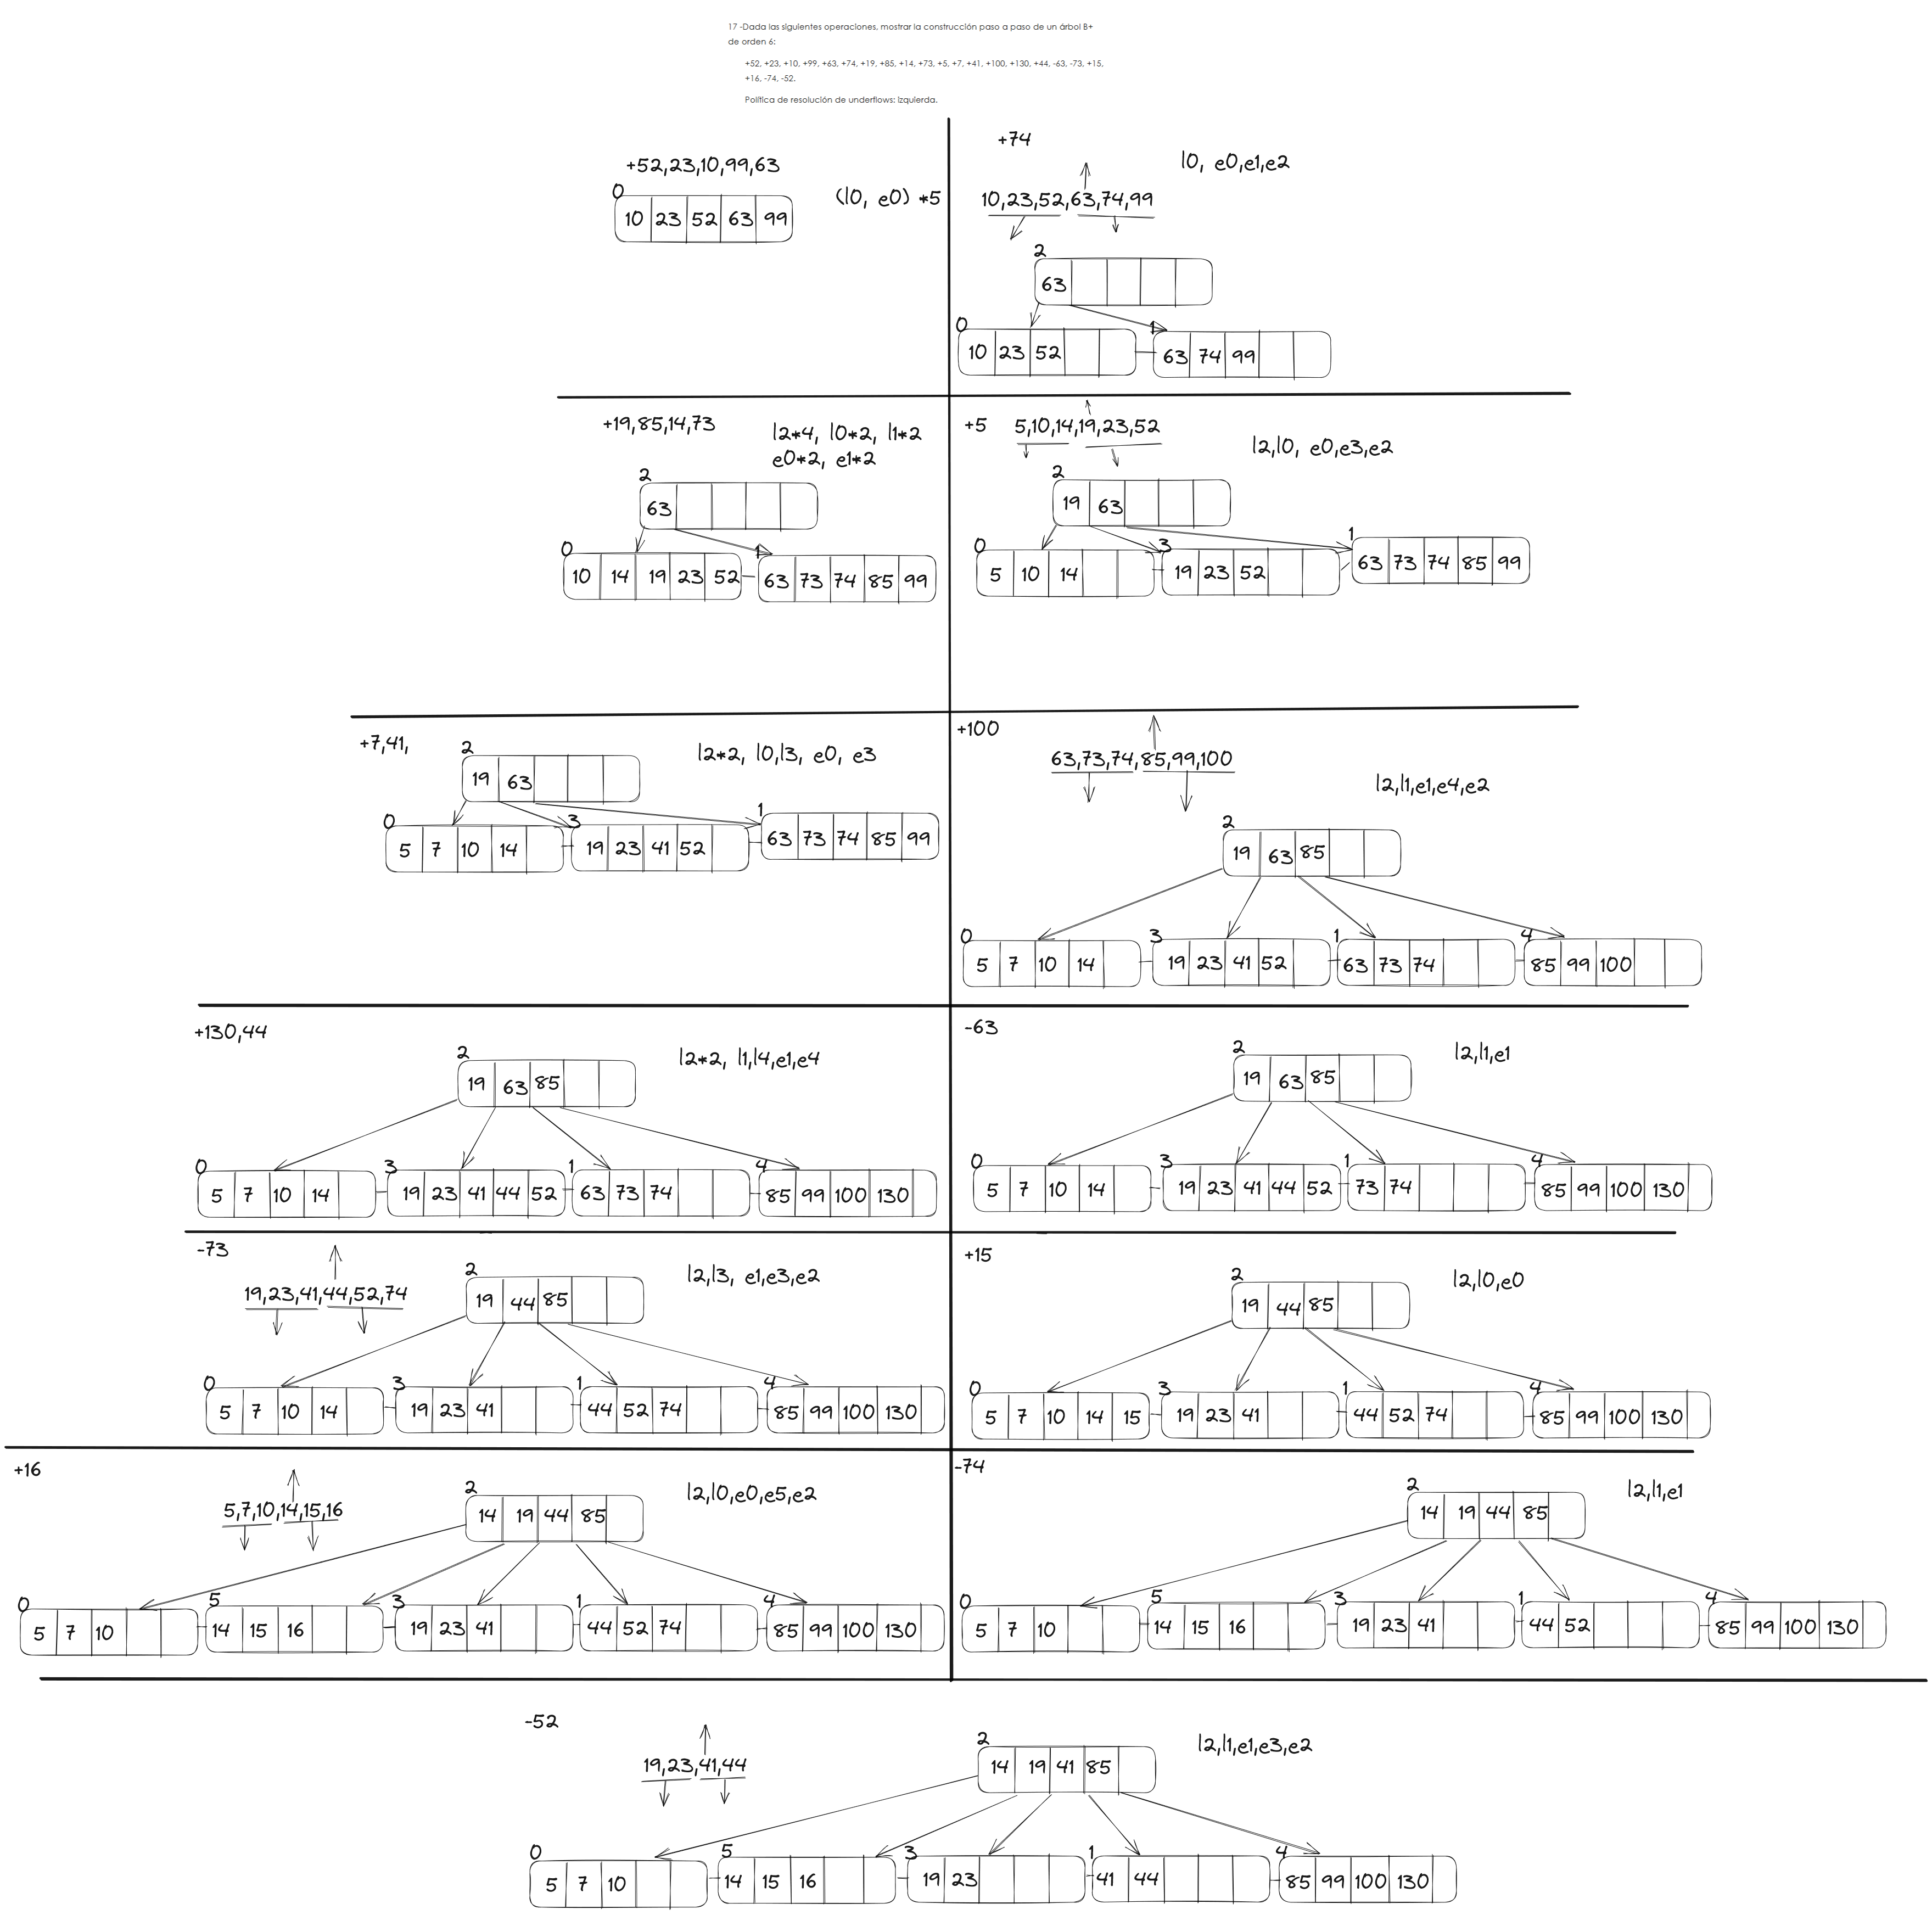 17 -Dada las siguientes operaciones, mostrar la construcción paso a paso de un árbol B+
de orden 6:
+52, +23, +10, +99, +63, +74, +19, +85, +14, +73, +5, +7, +41, +100, +130, +44, -63, -73, +15,
+16, -74, -52.
Política de resolución de underflows: izquierda.
+52,23,10,99,63
(l0, e0) *5
0
10 23 52 63 99
+74
l0, e0,e1,e2
10,23,52,63,74,99
2
63
0 1
10 23 52 63 74 99
+19,85,14,73
l2*4, l0*2, l1*2
e0*2, e1*2
2
63
0 1
10 14 19 23 52 63 73 74 85 99
+5 5,10,14,19,23,52
l2,l0, e0,e3,e2
2
19 63
0 3 1
5 10 14 19 23 52 63 73 74 85 99
+7,41,
l2*2, l0,l3, e0, e3
2
19 63
0 3 1
5 7 10 14 19 23 41 52 63 73 74 85 99
+100
63,73,74,85,99,100
l2,l1,e1,e4,e2
2
19 63 85
0 3 1 4
5 7 10 14 19 23 41 52 63 73 74 85 99 100
+130,44
l2*2, l1,l4,e1,e4
2
19 63 85
0 3 1 4
5 7 10 14 19 23 41 44 52 63 73 74 85 99 100 130
-63
l2,l1,e1
2
19 63 85
0 3 1 4
5 7 10 14 19 23 41 44 52 73 74 85 99 100 130
-73
19,23,41,44,52,74
l2,l3, e1,e3,e2
2
19 44 85
0 3 1 4
5 7 10 14 19 23 41 44 52 74 85 99 100 130
+15
l2,l0,e0
2
19 44 85
0 3 1 4
5 7 10 14 15 19 23 41 44 52 74 85 99 100 130
+16
5,7,10,14,15,16
l2,l0,e0,e5,e2
2
14 19 44 85
0 5 3 1 4
5 7 10 14 15 16 19 23 41 44 52 74 85 99 100 130
-74
l2,l1,e1
2
14 19 44 85
0 5 3 1 4
5 7 10 14 15 16 19 23 41 44 52 85 99 100 130
-52
19,23,41,44
l2,l1,e1,e3,e2
2
14 19 41 85
0 5 3 1 4
5 7 10 14 15 16 19 23 41 44 85 99 100 130